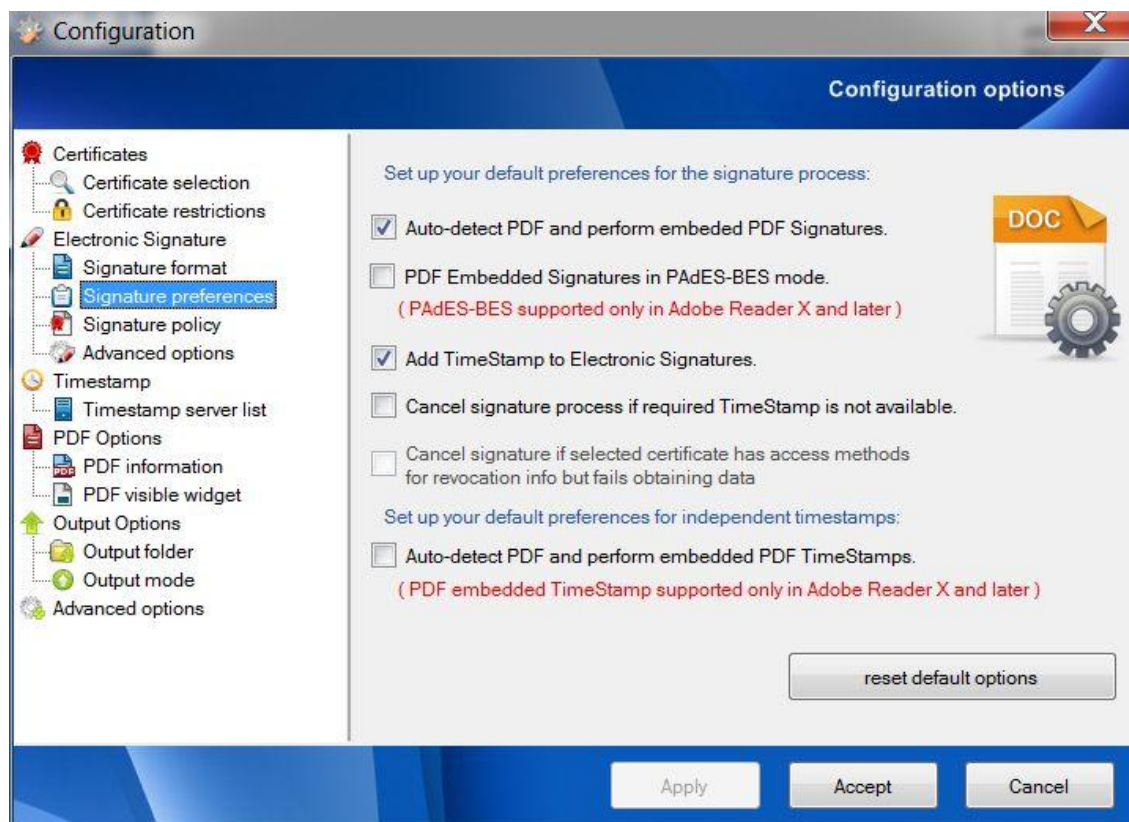 Configuration
X
Configuration options
Certificates
Certificate selection
Certificate restrictions
Electronic Signature
Signature format
Signature preferences
Signature policy
Advanced options
Timestamp
Timestamp server list
PDF Options
PDF information
PDF visible widget
Output Options
Output folder
Output mode
Advanced options
Set up your default preferences for the signature process:
Auto-detect PDF and perform embeded PDF Signatures.
PDF Embedded Signatures in PAdES-BES mode.
( PAdES-BES supported only in Adobe Reader X and later )
Add TimeStamp to Electronic Signatures.
Cancel signature process if required TimeStamp is not available.
Cancel signature if selected certificate has access methods
for revocation info but fails obtaining data
Set up your default preferences for independent timestamps:
Auto-detect PDF and perform embedded PDF TimeStamps.
( PDF embedded TimeStamp supported only in Adobe Reader X and later )
DOC
PDF
reset default options
Apply
Accept
Cancel